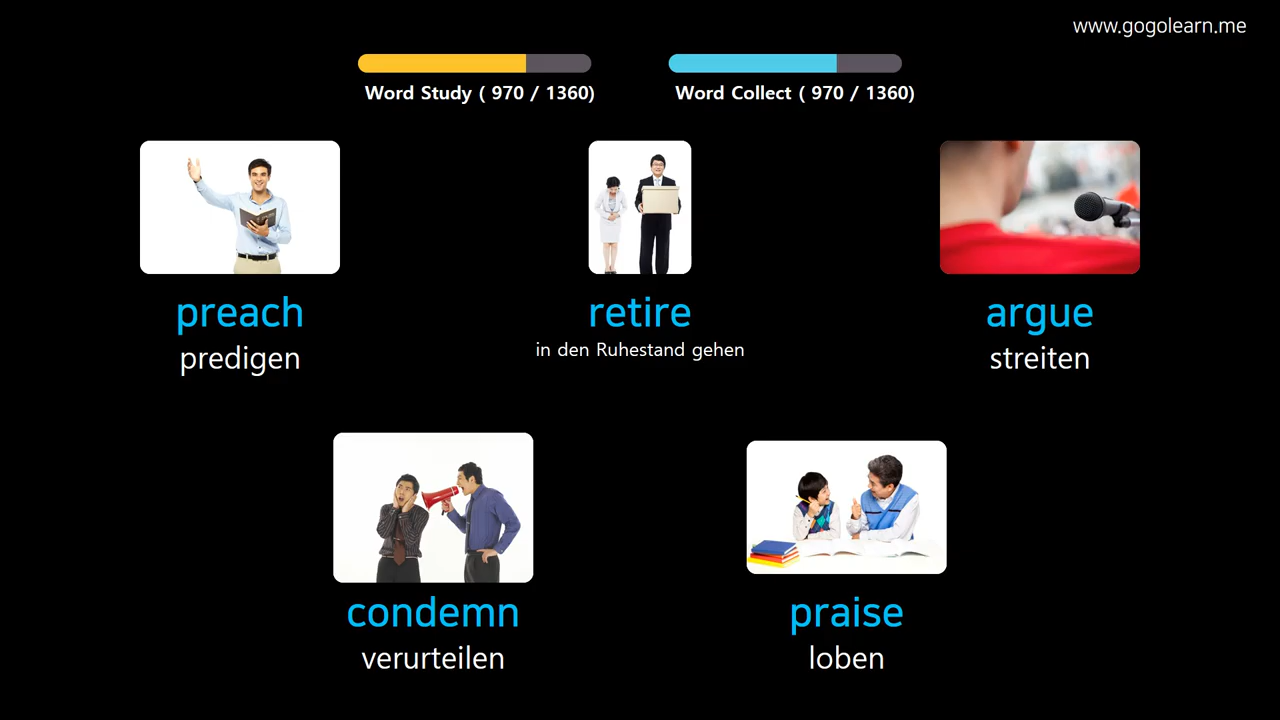 www.gogolearn.me
Word Study ( 970 / 1360)
Word Collect ( 970 / 1360)
preach
predigen
retire
in den Ruhestand gehen
argue
streiten
condemn
verurteilen
praise
loben